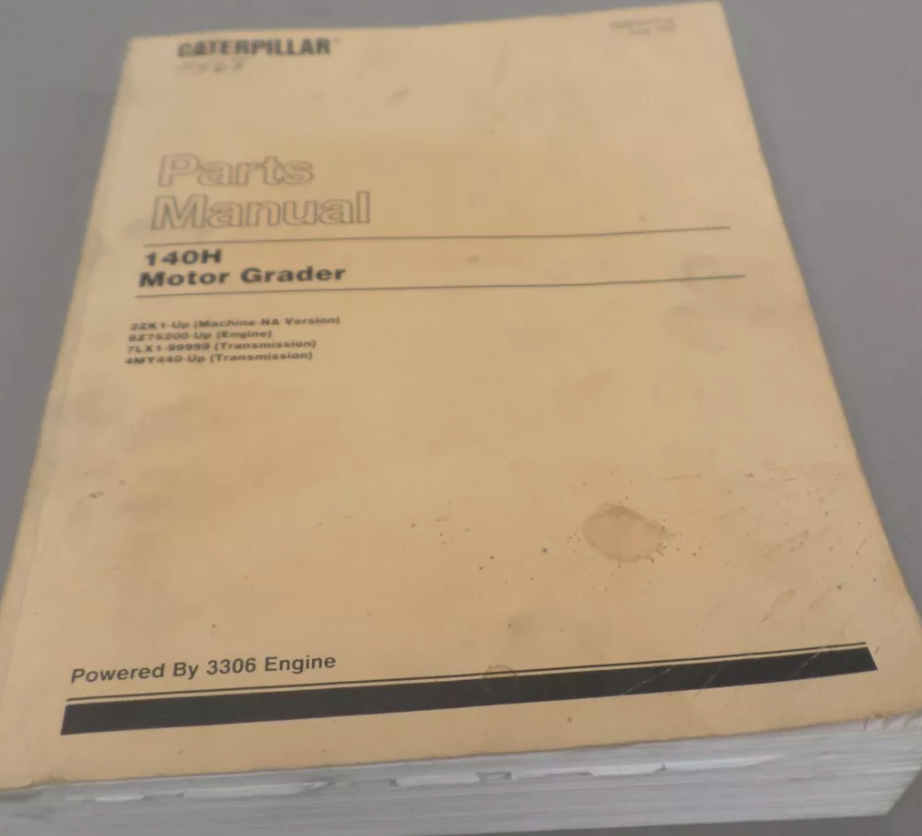 CATERPILLAR
Parts
Manual
140H
Motor Grader
2ZK1-Up (Machine-NA Version)
8Z75200-Up (Engine)
7LX1-99999 (Transmission)
4MY440-Up (Transmission)
Powered By 3306 Engine